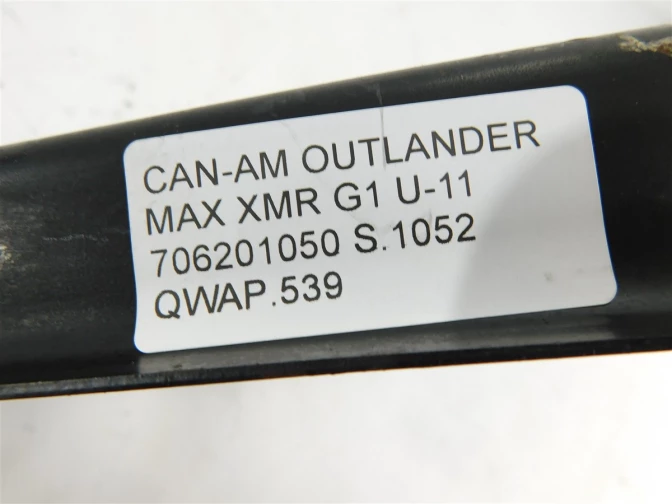 CAN-AM OUTLANDER
MAX XMR G1 U-11
706201050 S.1052
QWAP.539